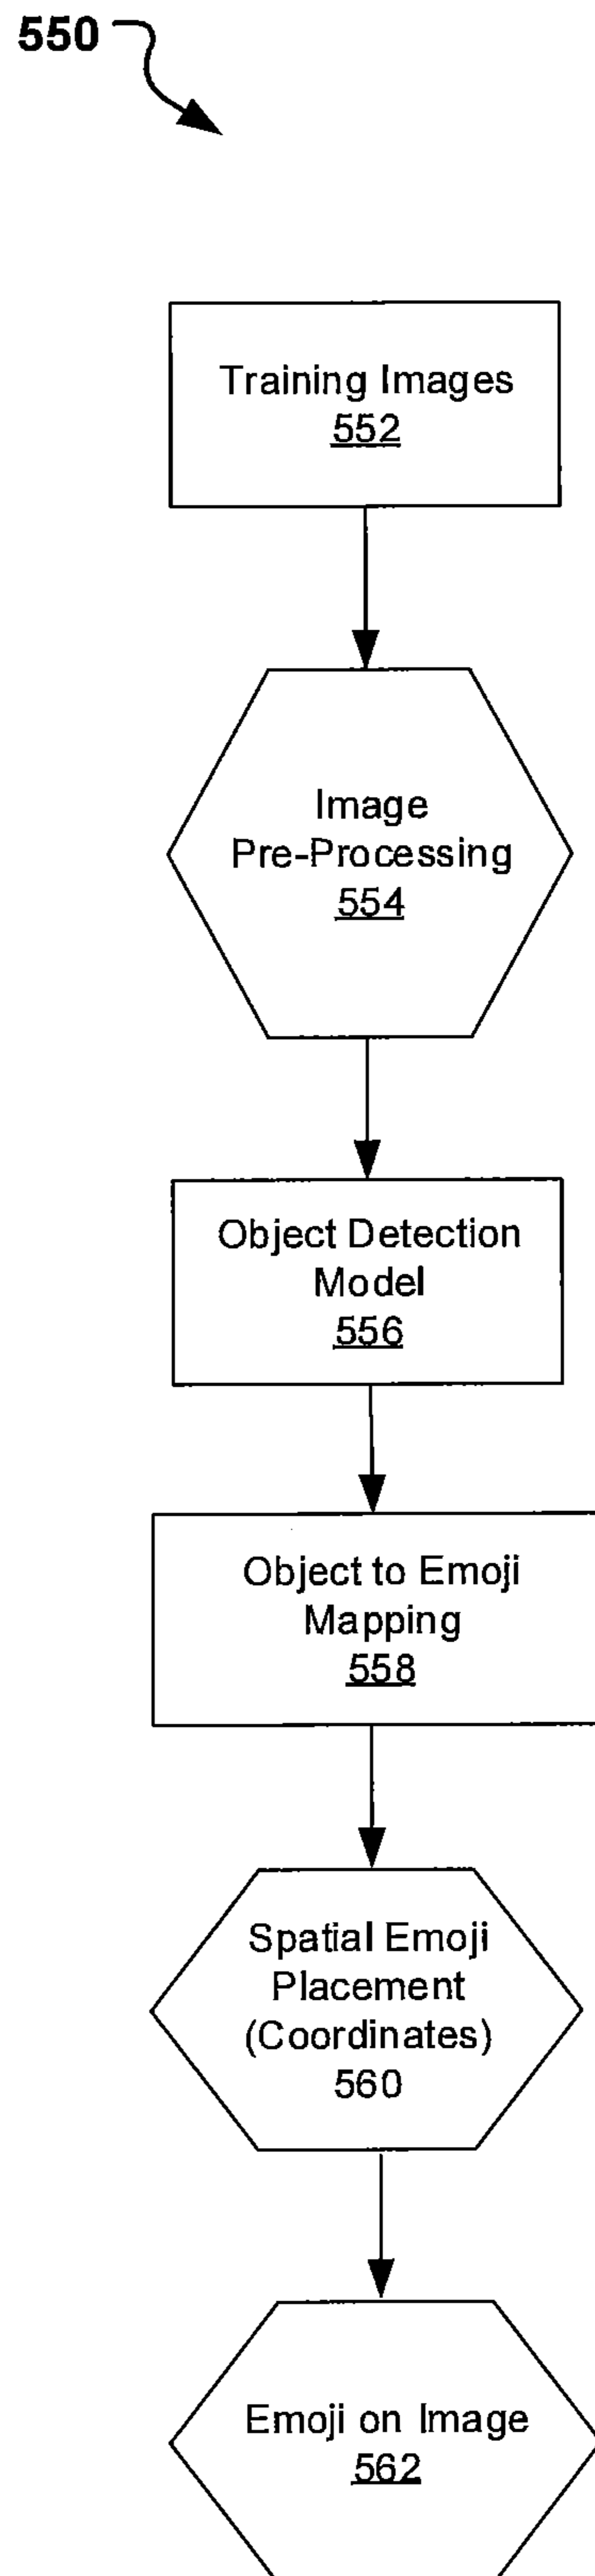 550
Training Images
552
Image
Pre-Processing
554
Object Detection
Model
556
Object to Emoji
Mapping
558
Spatial Emoji
Placement
(Coordinates)
560
Emoji on Image
562